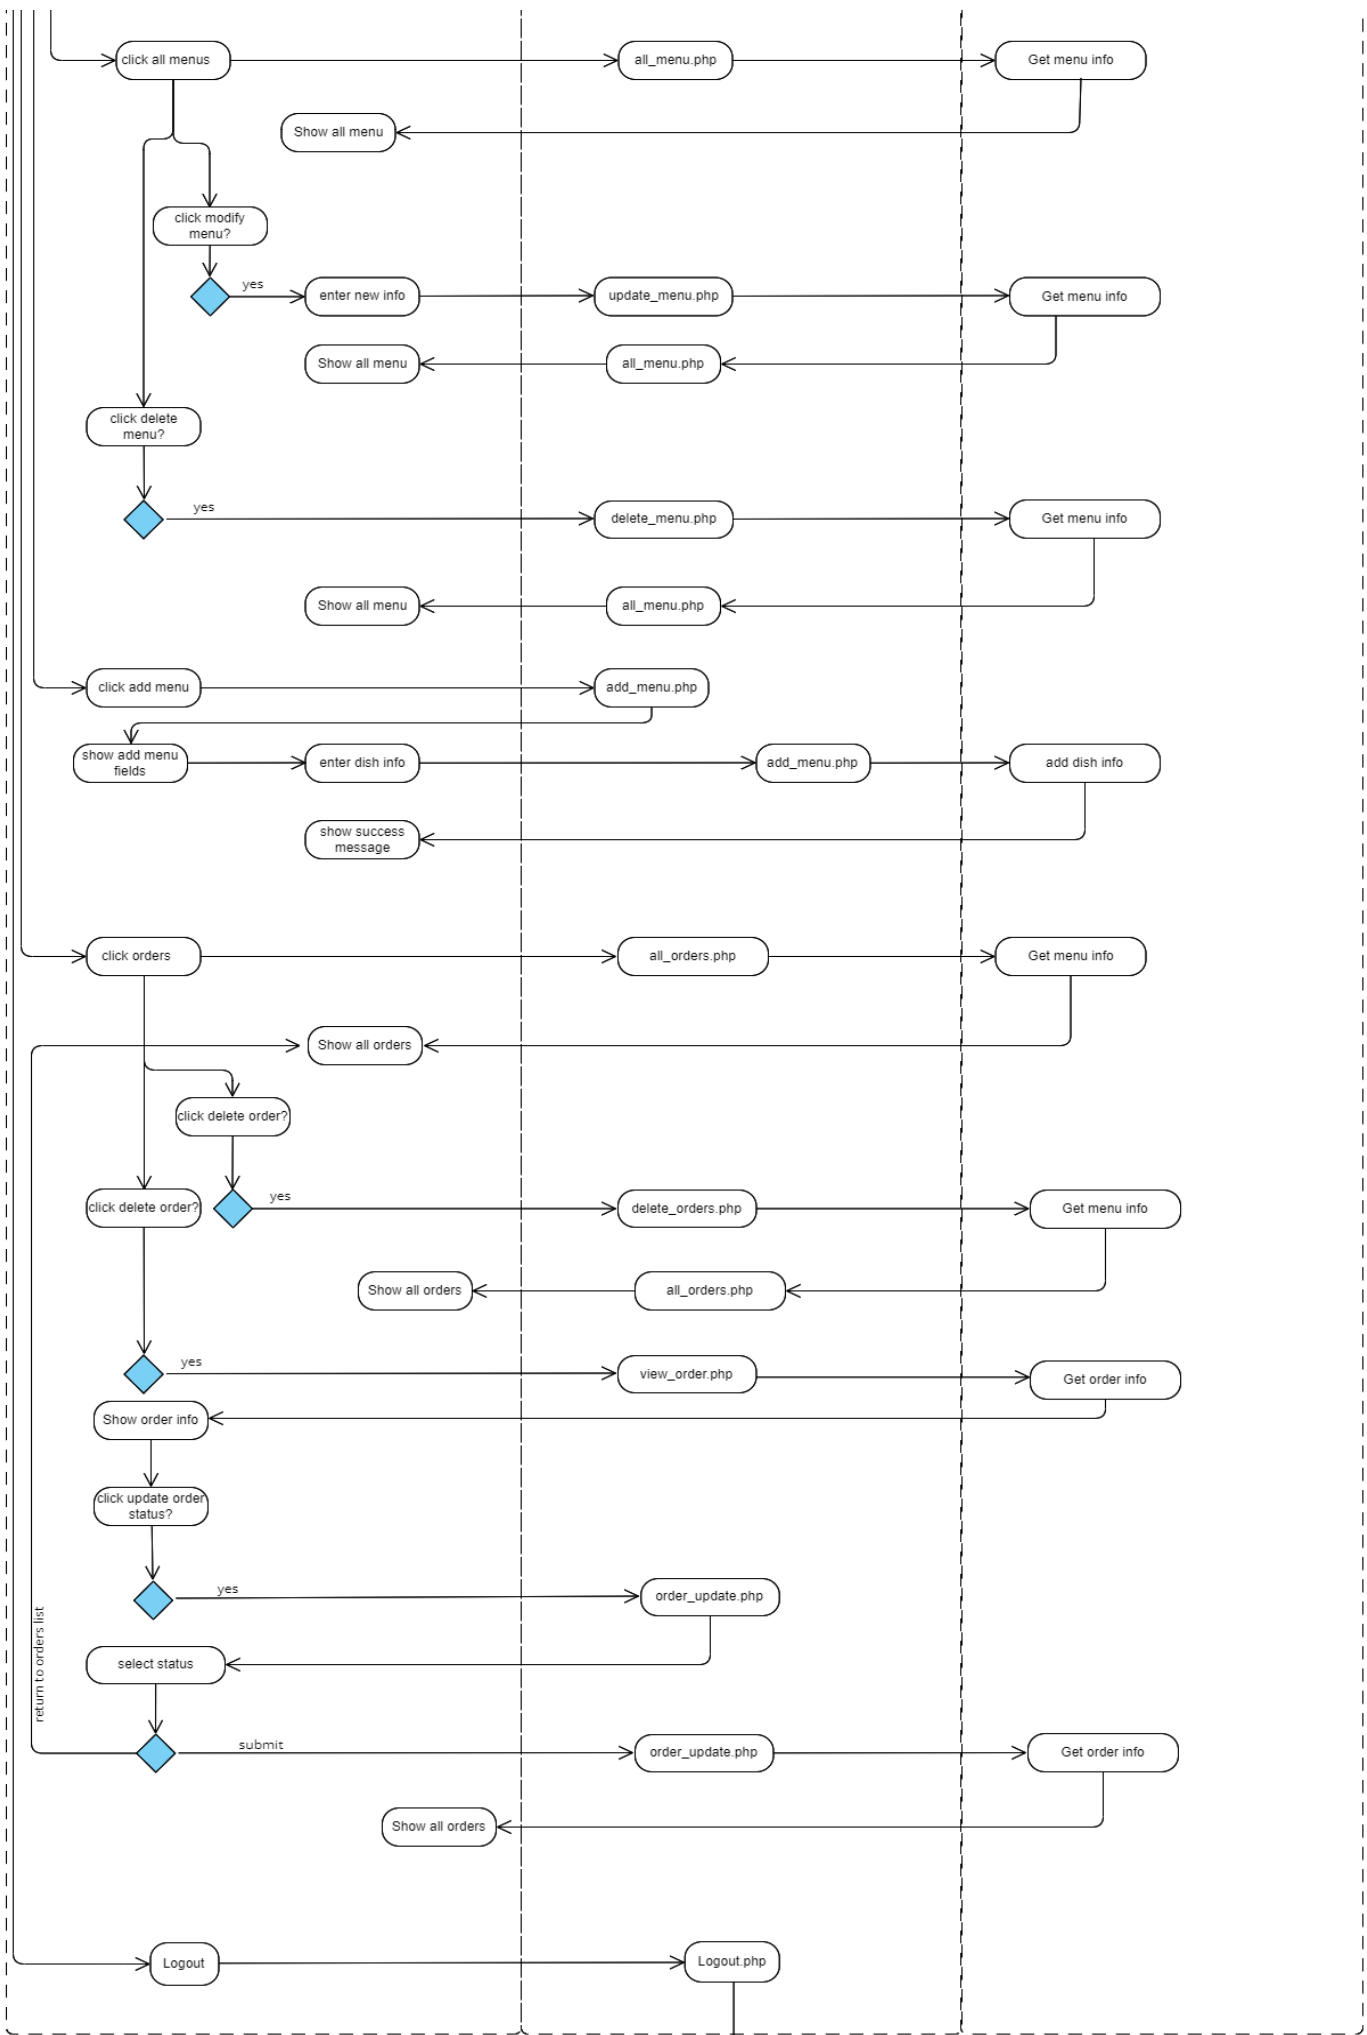 click all menus
all_menu.php
Get menu info
Show all menu
click modify
menu?
yes
enter new info
update_menu.php
Get menu info
Show all menu
all_menu.php
click delete
menu?
yes
delete_menu.php
Get menu info
Show all menu
all_menu.php
click add menu
add_menu.php
show add menu
fields
enter dish info
add_menu.php
add dish info
show success
message
click orders
all_orders.php
Get menu info
Show all orders
click delete order?
click delete order?
yes
delete_orders.php
Get menu info
Show all orders
all_orders.php
yes
view_order.php
Get order info
Show order info
click update order
status?
yes
order_update.php
return to orders list
select status
submit
order_update.php
Get order info
Show all orders
Logout
Logout.php